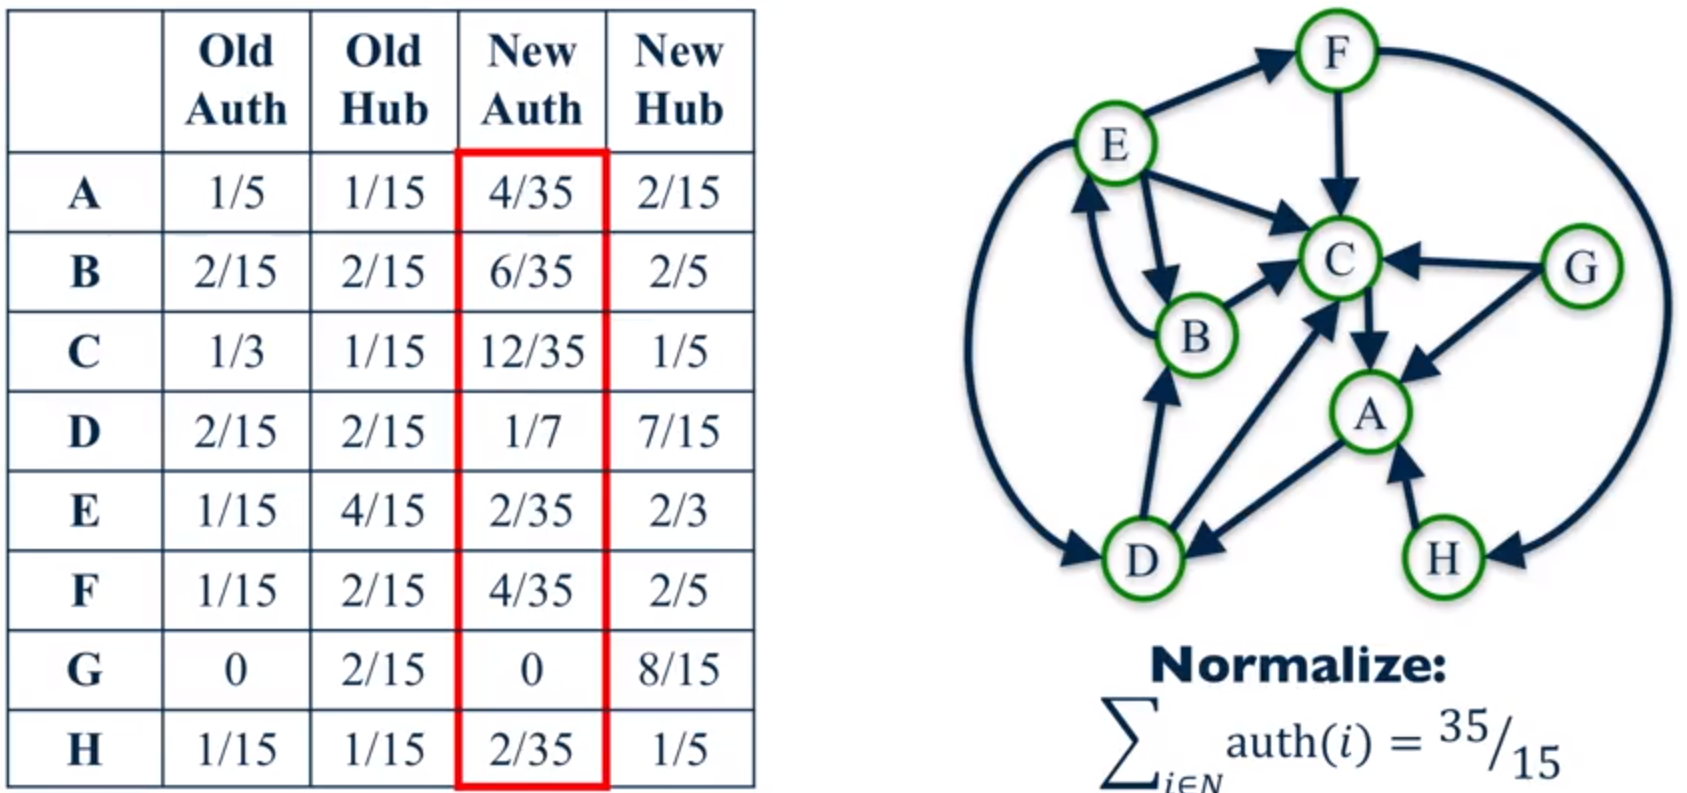 Old Auth Old Hub New Auth New Hub
A 1/5 1/15 4/35 2/15
B 2/15 2/15 6/35 2/5
C 1/3 1/15 12/35 1/5
D 2/15 2/15 1/7 7/15
E 1/15 4/15 2/35 2/3
F 1/15 2/15 4/35 2/5
G 0 2/15 0 8/15
H 1/15 1/15 2/35 1/5
F
E
C
G
B
A
D
H
Normalize:
∑i∈N auth(i) = 35/15